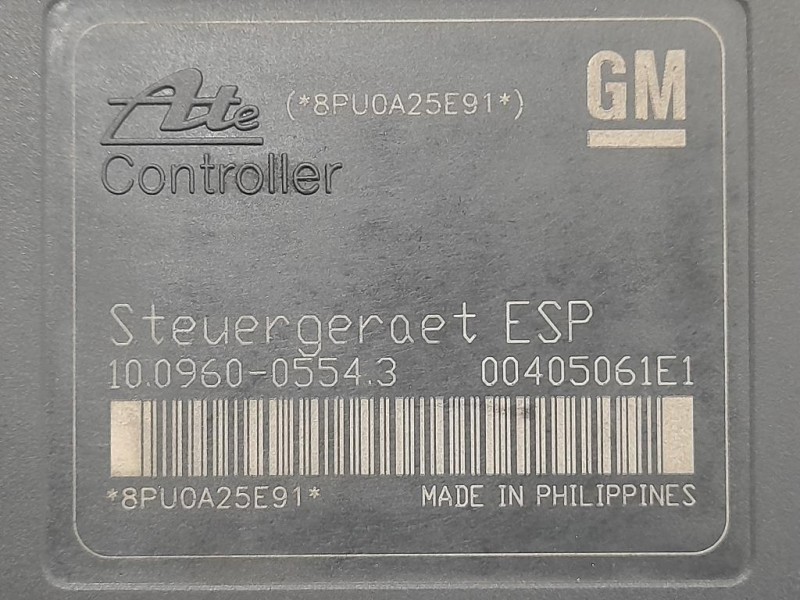 Ate (*8PU0A25E91*) GM
Controller
Steuergeraet ESP
10.0960-0554.3 00405061E1
*8PU0A25E91* MADE IN PHILIPPINES